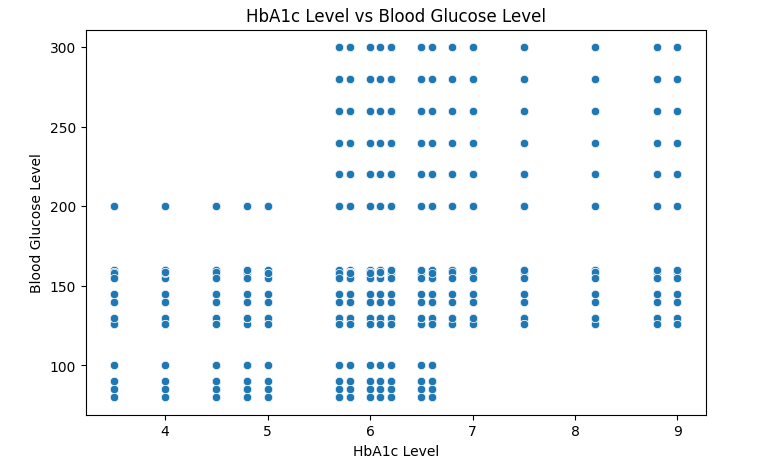 HbA1c Level vs Blood Glucose Level
300
250
200
150
100
Blood Glucose Level
4 5 6 7 8 9
HbA1c Level